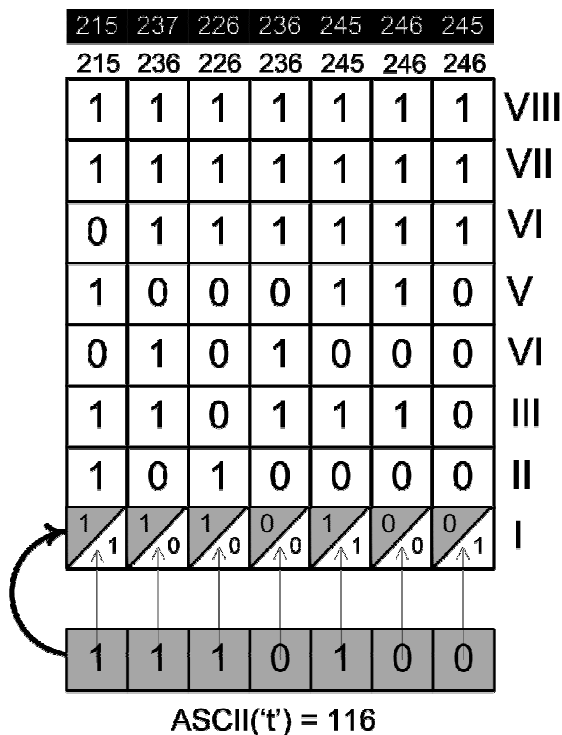 215 237 226 236 245 246 245
215 236 226 236 245 246 246
1 1 1 1 1 1 1 VIII
1 1 1 1 1 1 1 VII
0 1 1 1 1 1 1 VI
1 0 0 0 1 1 0 V
0 1 0 1 0 0 0 VI
1 1 0 1 1 1 0 III
1 0 1 0 0 0 0 II
1 1 1 0 1 0 0 1 0 0 0 1 0 0 1 I
1 1 1 0 1 0 0
ASCII('t') = 116